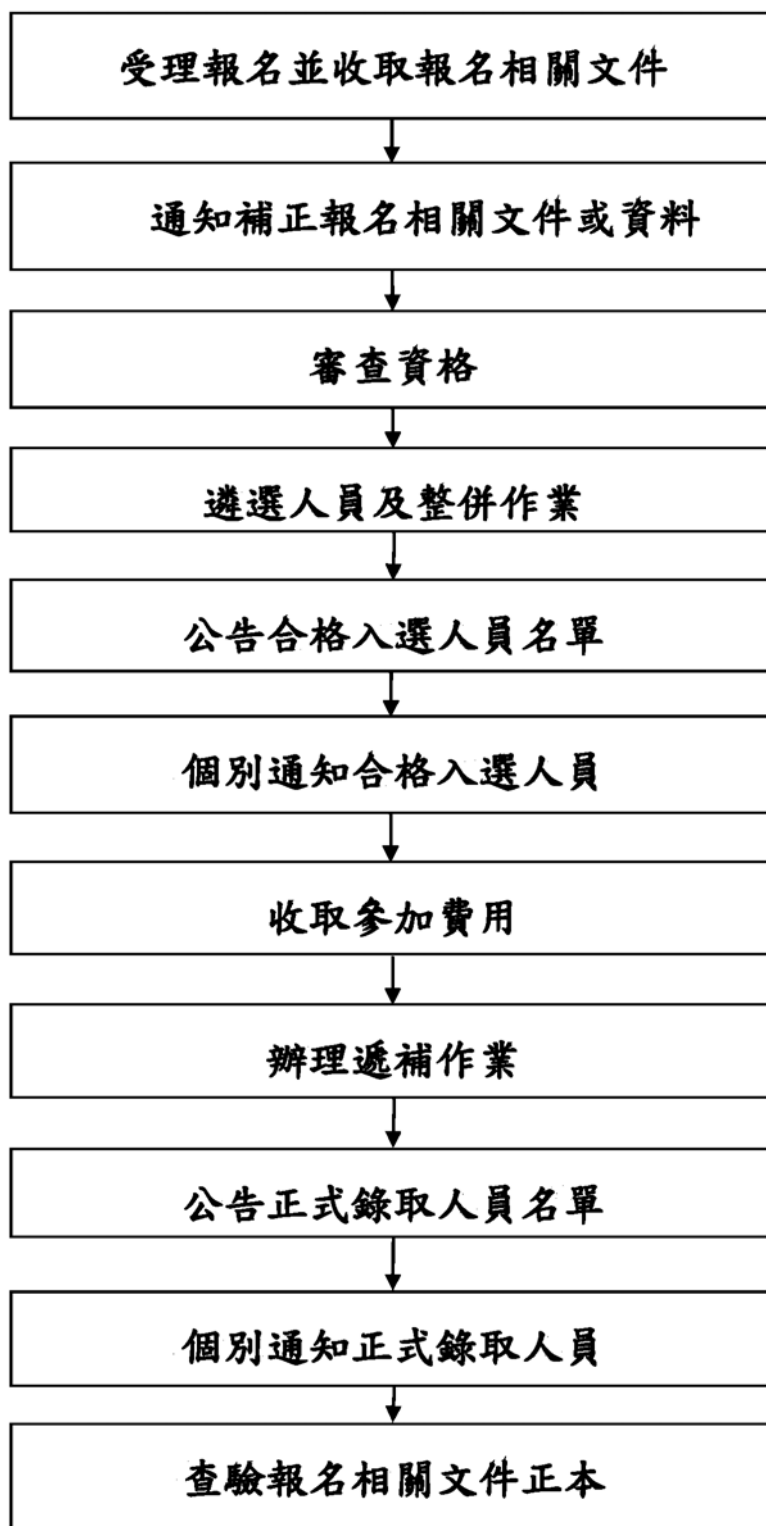 受理報名並收取報名相關文件
通知補正報名相關文件或資料
審查資格
遴選人員及整併作業
公告合格入選人員名單
個別通知合格入選人員
收取參加費用
辦理遞補作業
公告正式錄取人員名單
個別通知正式錄取人員
查驗報名相關文件正本